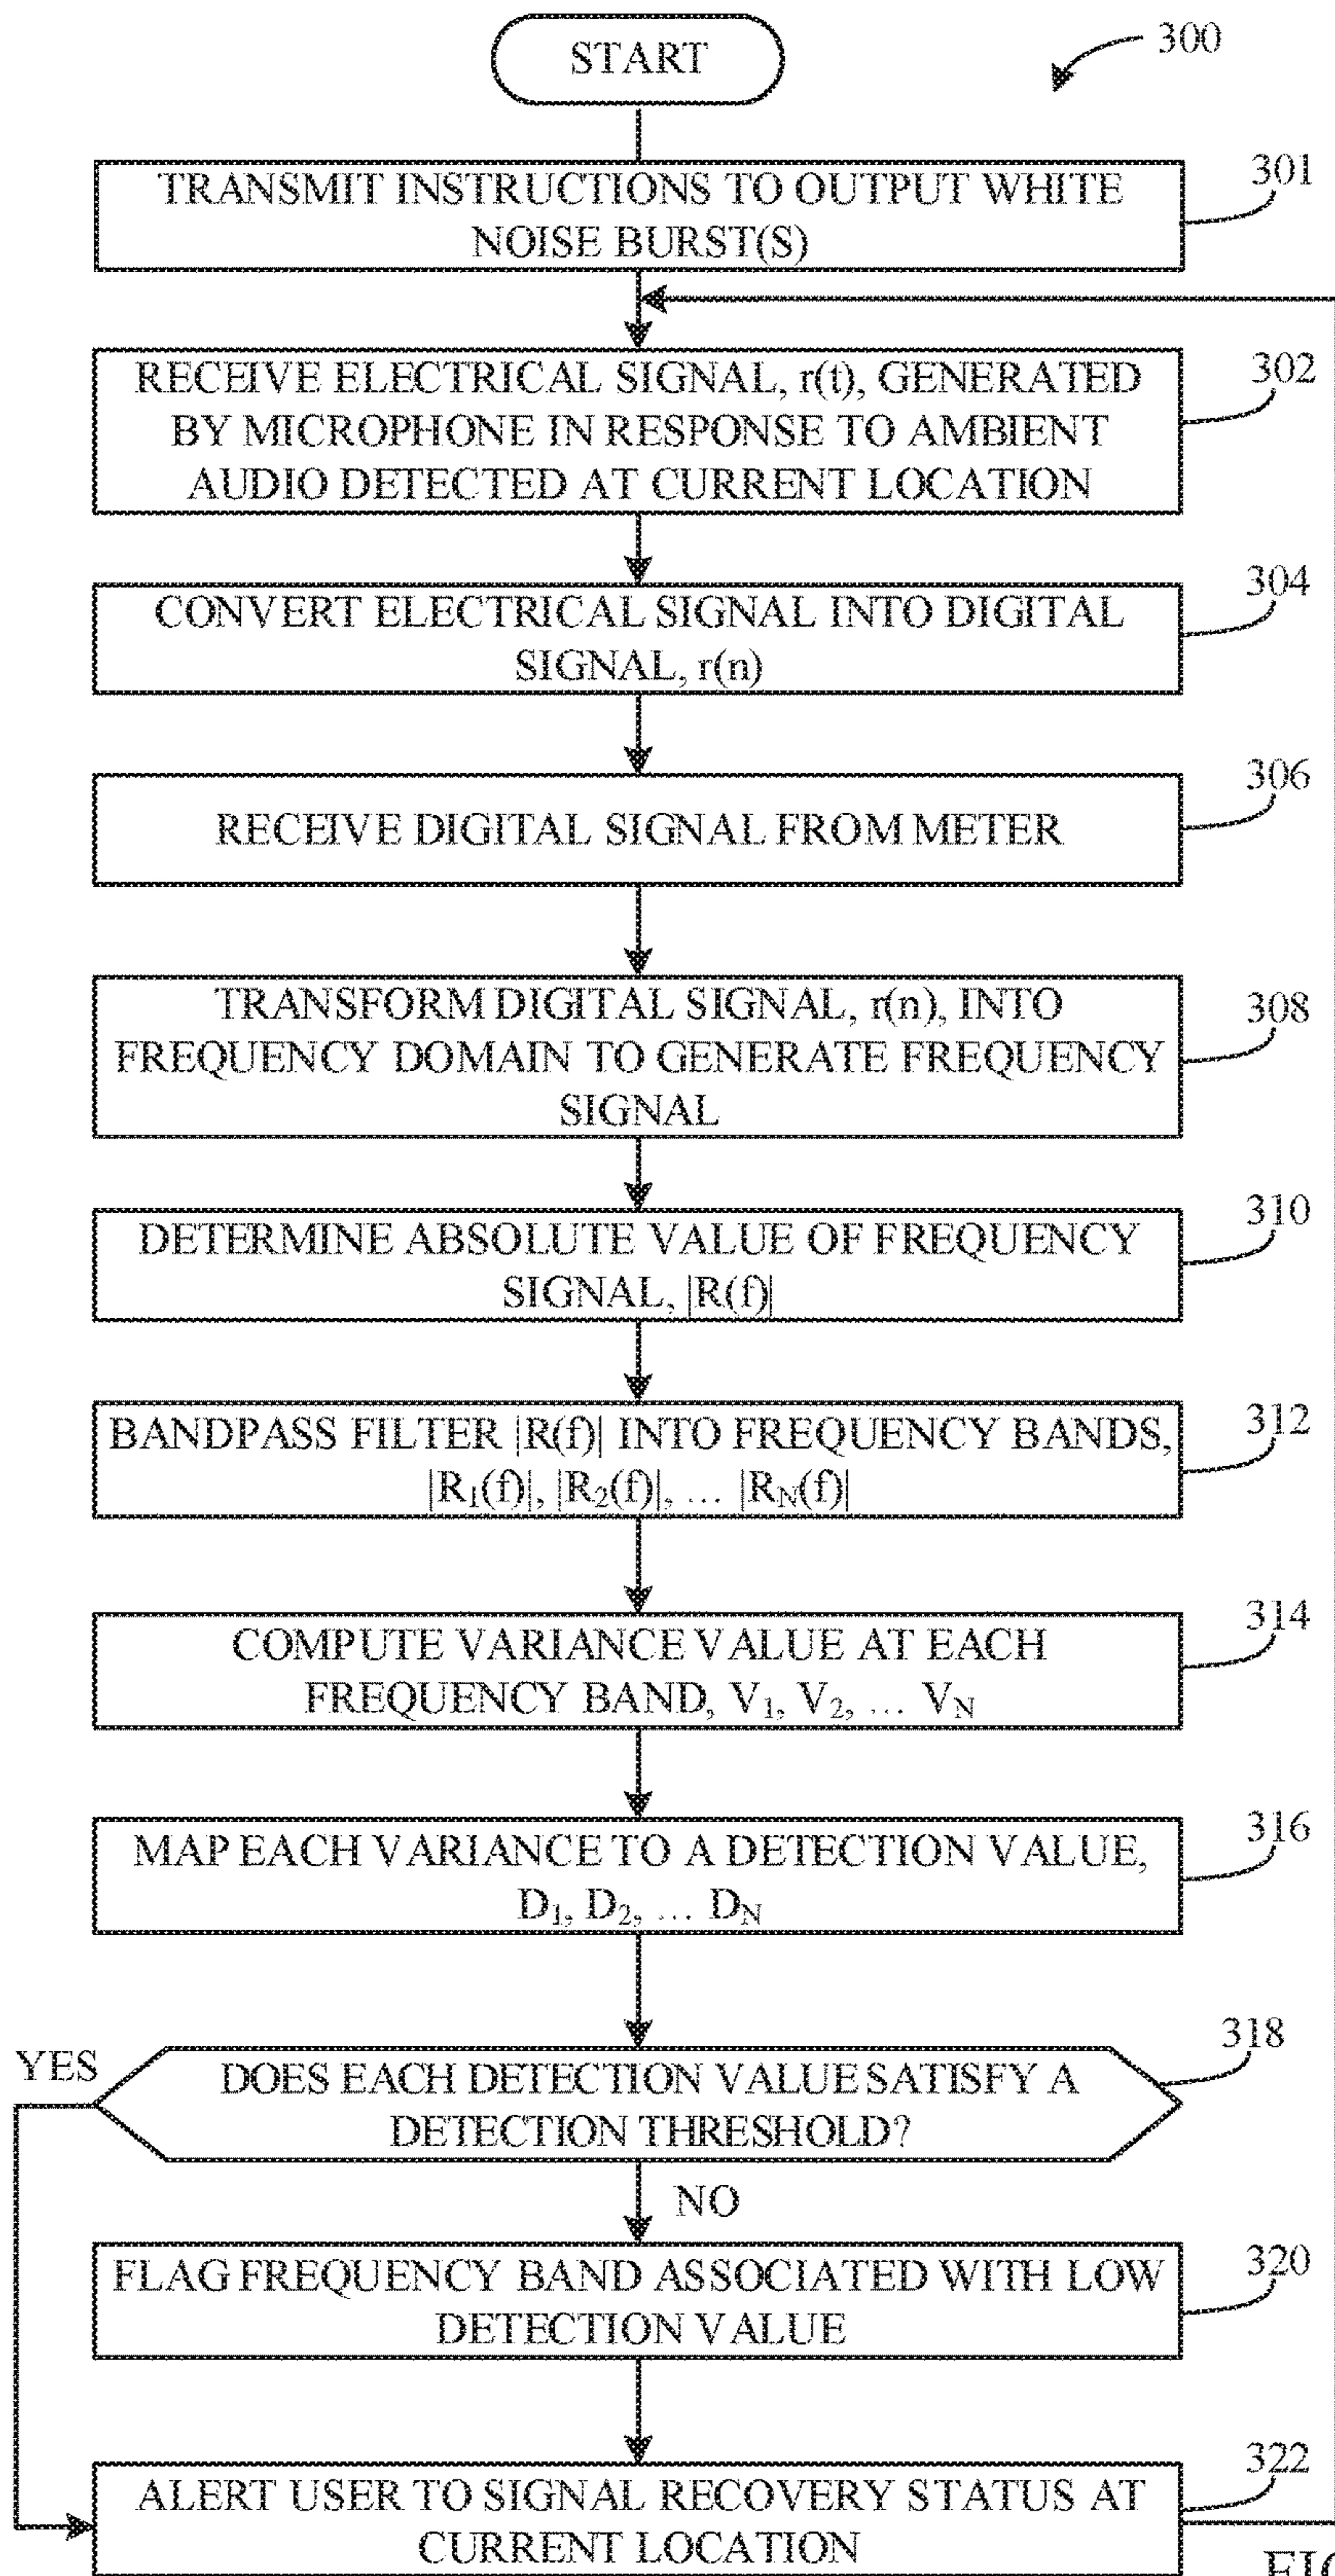 START
300
TRANSMIT INSTRUCTIONS TO OUTPUT WHITE
NOISE BURST(S)
301
RECEIVE ELECTRICAL SIGNAL, r(t), GENERATED
BY MICROPHONE IN RESPONSE TO AMBIENT
AUDIO DETECTED AT CURRENT LOCATION
302
CONVERT ELECTRICAL SIGNAL INTO DIGITAL
SIGNAL, r(n)
304
RECEIVE DIGITAL SIGNAL FROM METER
306
TRANSFORM DIGITAL SIGNAL, r(n), INTO
FREQUENCY DOMAIN TO GENERATE FREQUENCY
SIGNAL
308
DETERMINE ABSOLUTE VALUE OF FREQUENCY
SIGNAL, |R(f)|
310
BANDPASS FILTER |R(f)| INTO FREQUENCY BANDS,
|R₁(f)|, |R₂(f)|, ... |R_N(f)|
312
COMPUTE VARIANCE VALUE AT EACH
FREQUENCY BAND, V₁, V₂, ... V_N
314
MAP EACH VARIANCE TO A DETECTION VALUE,
D₁, D₂, ... D_N
316
YES
DOES EACH DETECTION VALUE SATISFY A
DETECTION THRESHOLD?
318
NO
FLAG FREQUENCY BAND ASSOCIATED WITH LOW
DETECTION VALUE
320
ALERT USER TO SIGNAL RECOVERY STATUS AT
CURRENT LOCATION
322